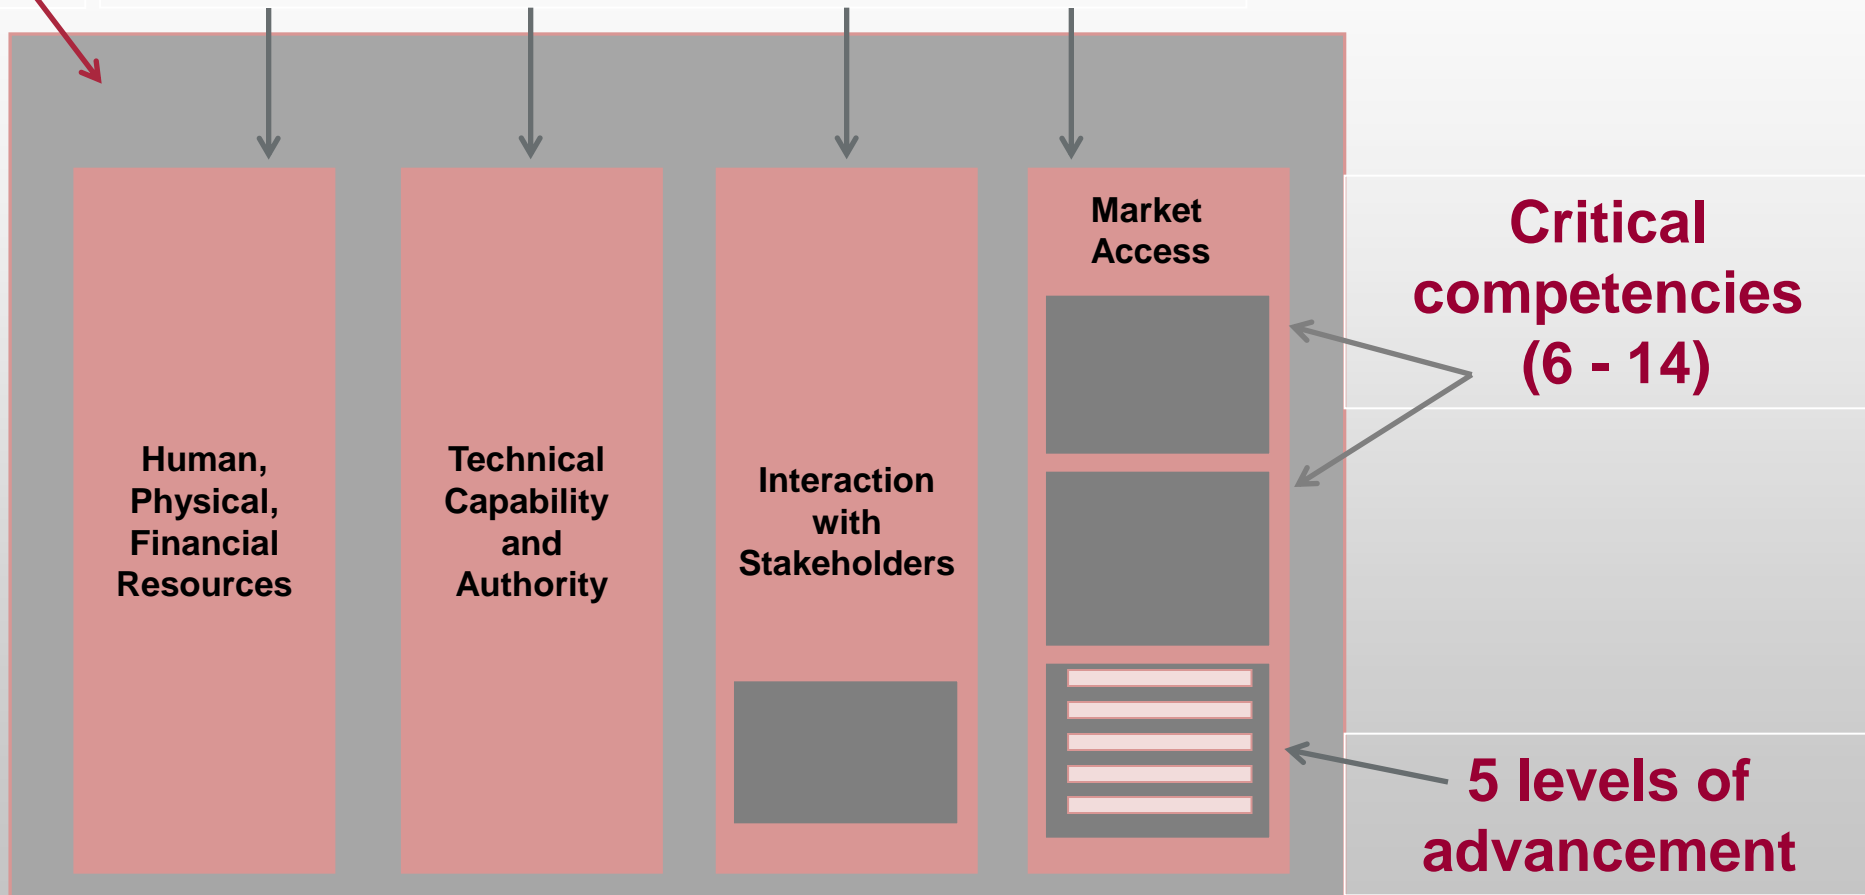 Human,
Physical,
Financial
Resources
Technical
Capability
and
Authority
Interaction
with
Stakeholders
Market
Access
Critical
competencies
(6 - 14)
5 levels of
advancement